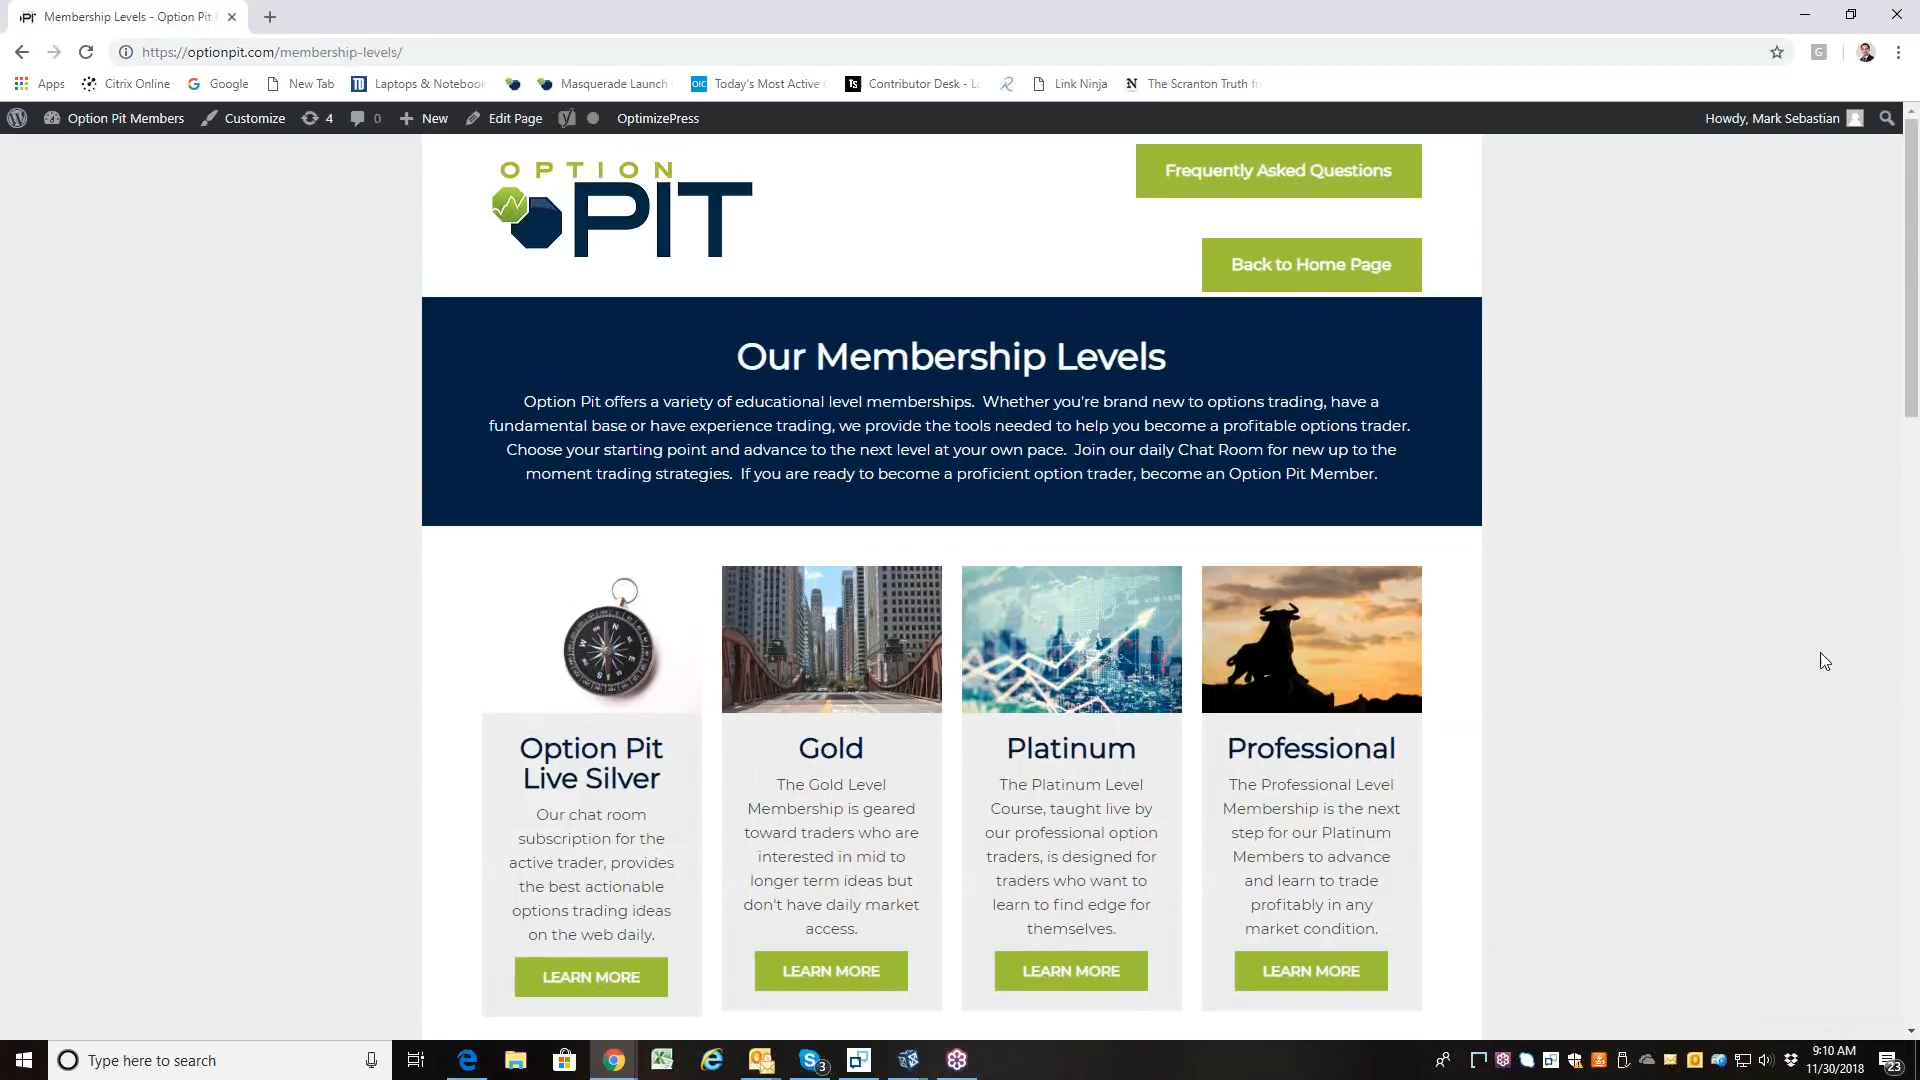 Membership Levels - Option Pit
https://optionpit.com/membership-levels/
Apps Citrix Online Google New Tab Laptops & Notebook Masquerade Launch Today's Most Active Contributor Desk - Link Ninja The Scranton Truth
Option Pit Members Customize 4 0 New Edit Page OptimizePress Howdy, Mark Sebastian
OPTION
PIT
Frequently Asked Questions
Back to Home Page
Our Membership Levels
Option Pit offers a variety of educational level memberships. Whether you're brand new to options trading, have a
fundamental base or have experience trading, we provide the tools needed to help you become a profitable options trader.
Choose your starting point and advance to the next level at your own pace. Join our daily Chat Room for new up to the
moment trading strategies. If you are ready to become a proficient option trader, become an Option Pit Member.
Option Pit
Live Silver
Our chat room
subscription for the
active trader, provides
the best actionable
options trading ideas
on the web daily.
LEARN MORE
Gold
The Gold Level
Membership is geared
toward traders who are
interested in mid to
longer term ideas but
don't have daily market
access.
LEARN MORE
Platinum
The Platinum Level
Course, taught live by
our professional option
traders, is designed for
traders who want to
learn to find edge for
themselves.
LEARN MORE
Professional
The Professional Level
Membership is the next
step for our Platinum
Members to advance
and learn to trade
profitably in any
market condition.
LEARN MORE
Type here to search
3
9:10 AM
11/30/2018
23